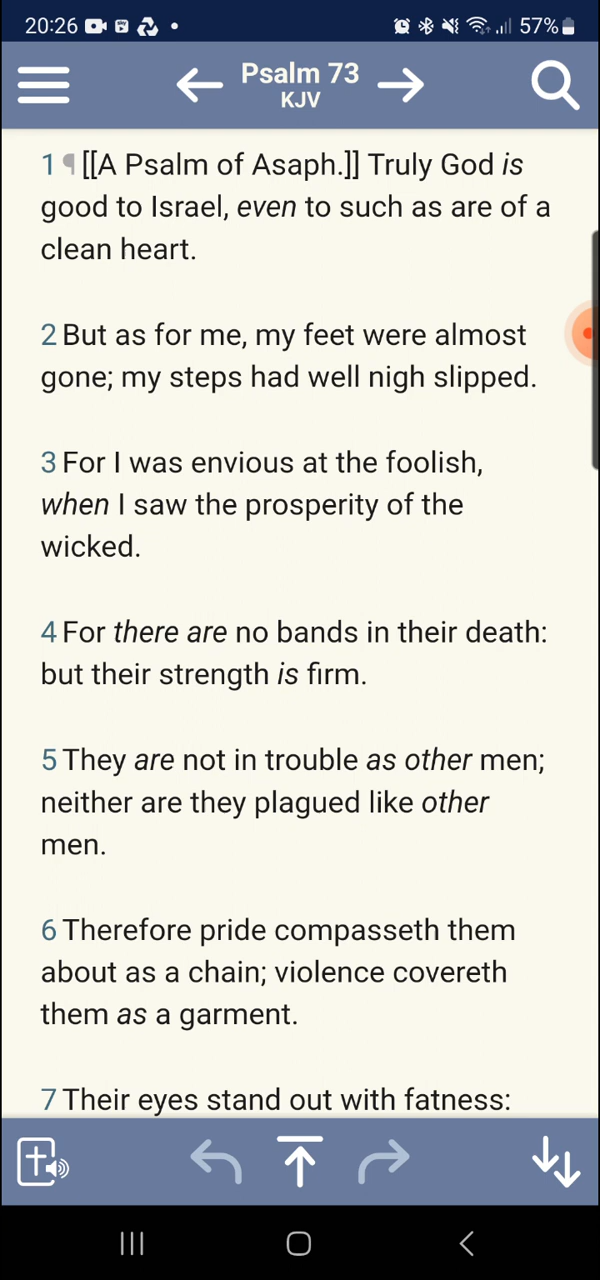 20:26
57%
Psalm 73
KJV
1 ¶ [[A Psalm of Asaph.]] Truly God is
good to Israel, even to such as are of a
clean heart.
2 But as for me, my feet were almost
gone; my steps had well nigh slipped.
3 For I was envious at the foolish,
when I saw the prosperity of the
wicked.
4 For there are no bands in their death:
but their strength is firm.
5 They are not in trouble as other men;
neither are they plagued like other
men.
6 Therefore pride compasseth them
about as a chain; violence covereth
them as a garment.
7 Their eyes stand out with fatness: